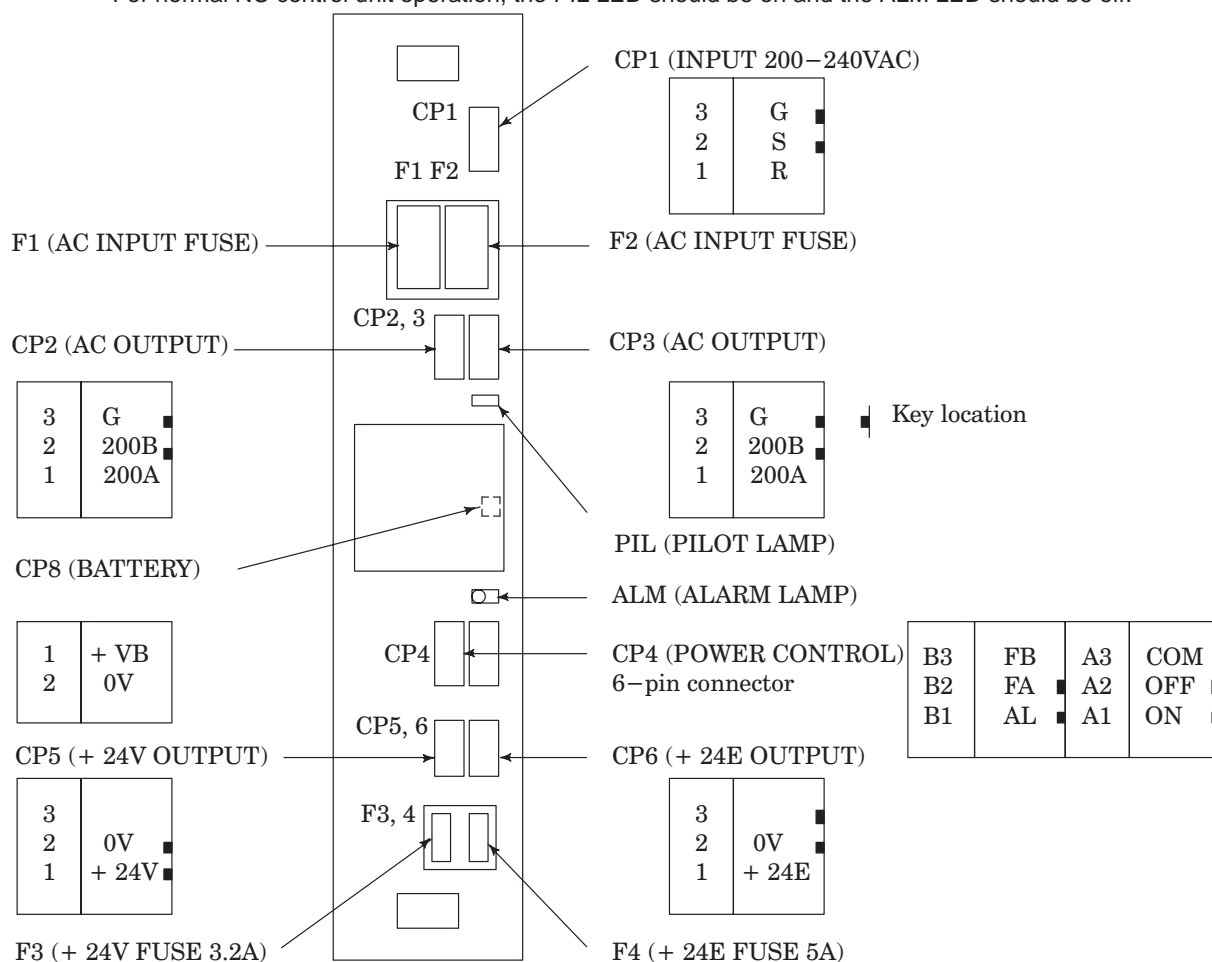 For normal NC control unit operation, the PIL LED should be on and the ALM LED should be off.
CP1 (INPUT 200−240VAC)
CP1
3 G
2 S
1 R
F1 F2
F1 (AC INPUT FUSE)
F2 (AC INPUT FUSE)
CP2, 3
CP2 (AC OUTPUT)
CP3 (AC OUTPUT)
3 G
2 200B
1 200A
3 G
2 200B
1 200A
Key location
PIL (PILOT LAMP)
CP8 (BATTERY)
ALM (ALARM LAMP)
1 + VB
2 0V
CP4
CP4 (POWER CONTROL)
6−pin connector
B3 FB A3 COM
B2 FA A2 OFF
B1 AL A1 ON
CP5, 6
CP5 (+ 24V OUTPUT)
CP6 (+ 24E OUTPUT)
3
2 0V
1 + 24V
F3, 4
3
2 0V
1 + 24E
F3 (+ 24V FUSE 3.2A)
F4 (+ 24E FUSE 5A)